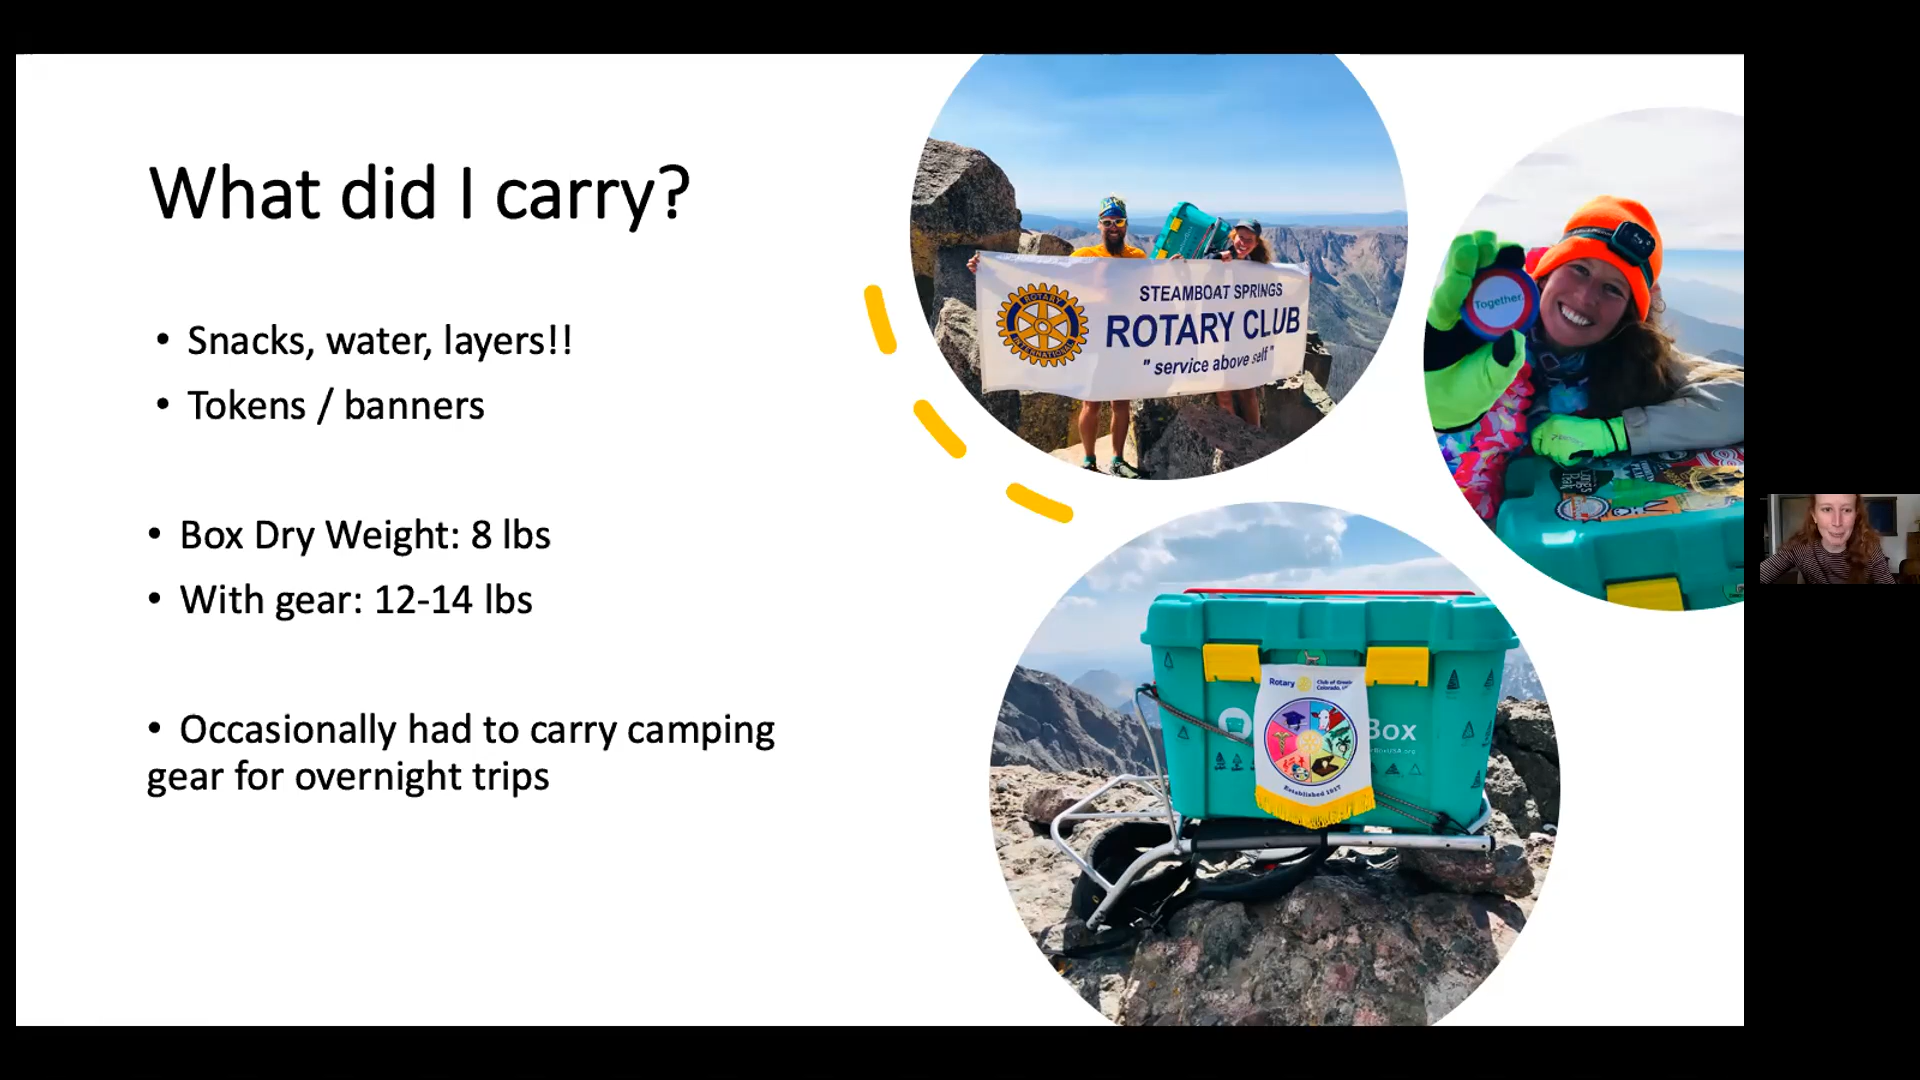 What did I carry?
• Snacks, water, layers!!
• Tokens / banners
• Box Dry Weight: 8 lbs
• With gear: 12-14 lbs
• Occasionally had to carry camping
gear for overnight trips
STEAMBOAT SPRINGS
ROTARY CLUB
"service above self"
ROTARY
INTERNATIONAL
Together.
Rotary
Club of
Colorado,
Box
Established 1917